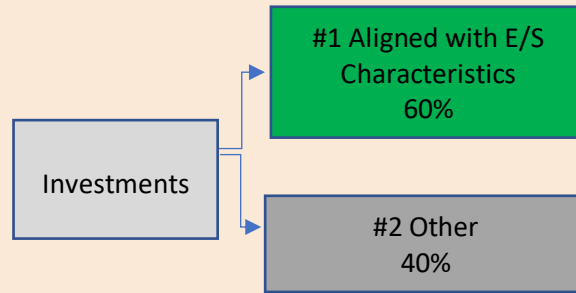 #1 Aligned with E/S
Characteristics
60%
Investments
#2 Other
40%